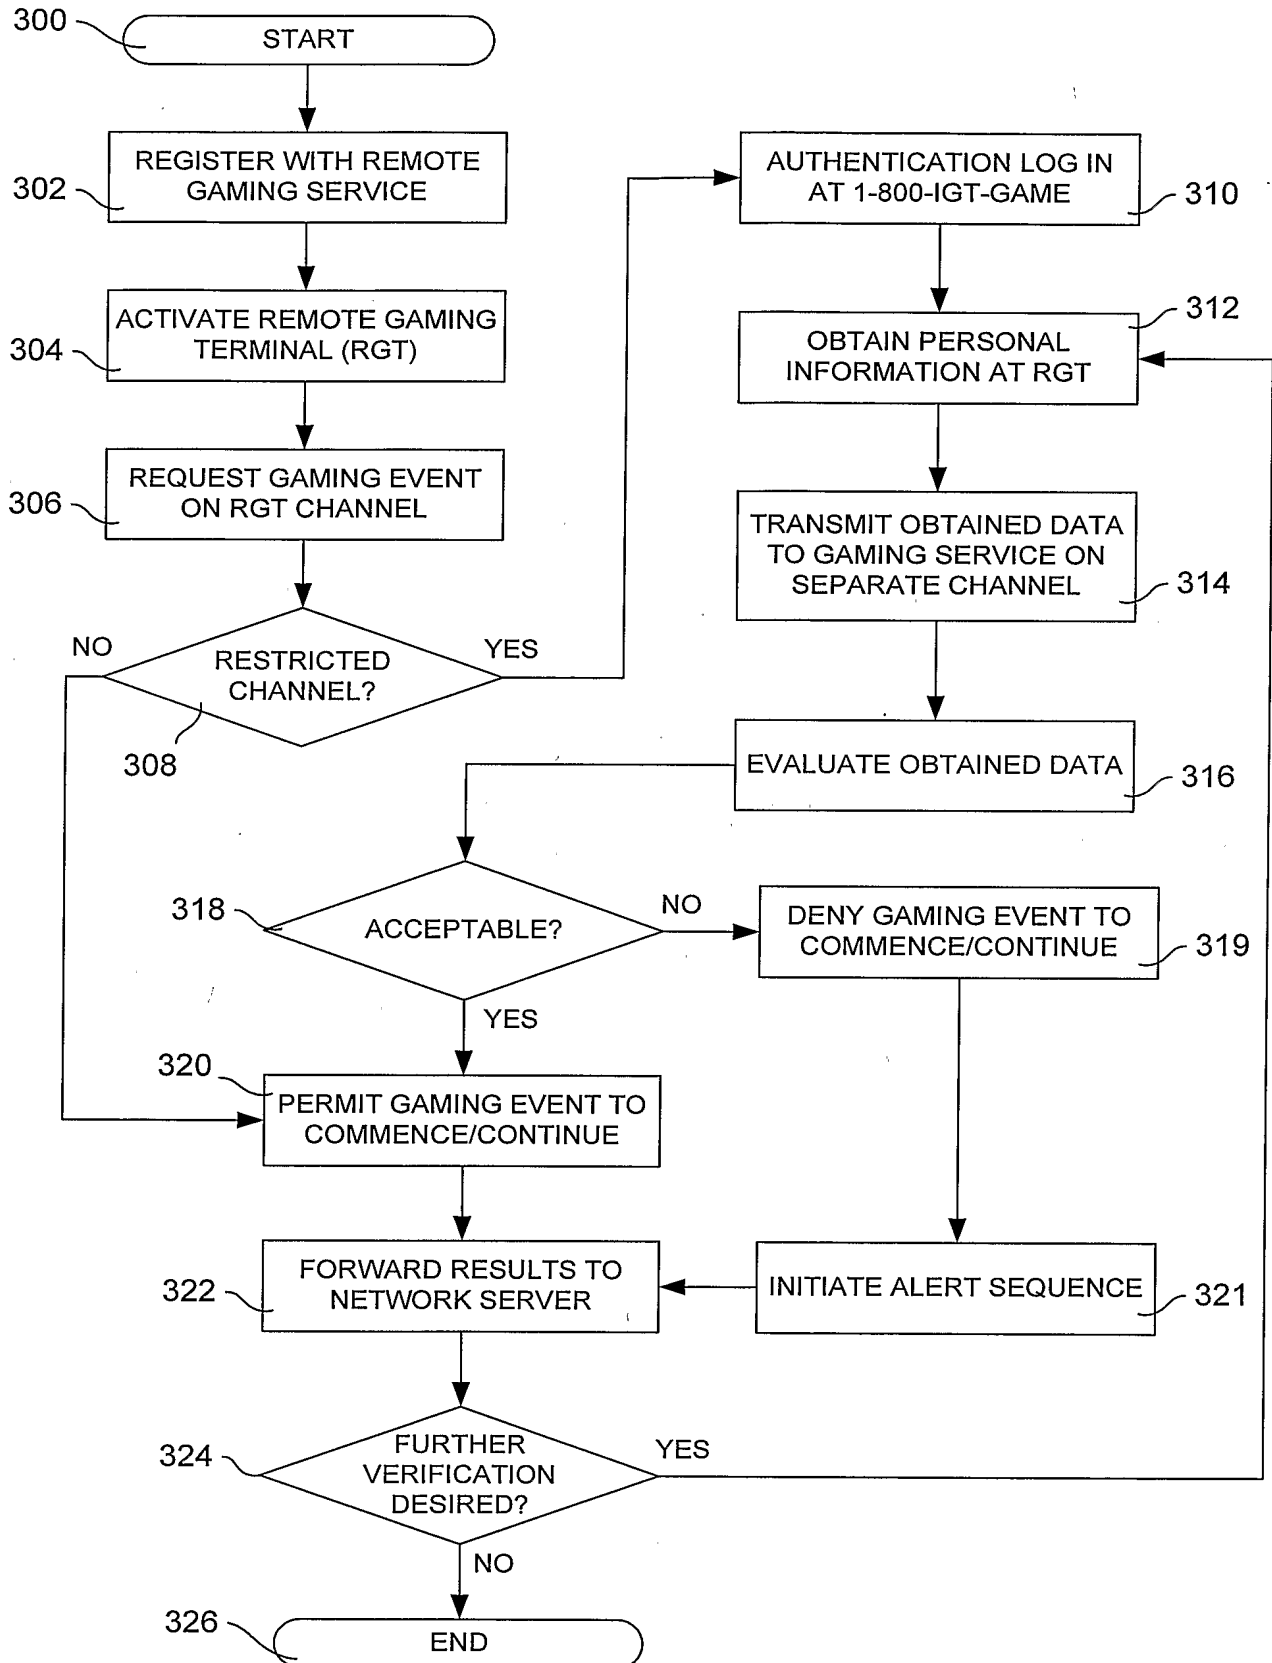 300
START
302
REGISTER WITH REMOTE
GAMING SERVICE
304
ACTIVATE REMOTE GAMING
TERMINAL (RGT)
306
REQUEST GAMING EVENT
ON RGT CHANNEL
NO
RESTRICTED
CHANNEL?
YES
308
AUTHENTICATION LOG IN
AT 1-800-IGT-GAME
310
312
OBTAIN PERSONAL
INFORMATION AT RGT
TRANSMIT OBTAINED DATA
TO GAMING SERVICE ON
SEPARATE CHANNEL
314
EVALUATE OBTAINED DATA
316
318
ACCEPTABLE?
NO
YES
DENY GAMING EVENT TO
COMMENCE/CONTINUE
319
320
PERMIT GAMING EVENT TO
COMMENCE/CONTINUE
322
FORWARD RESULTS TO
NETWORK SERVER
INITIATE ALERT SEQUENCE
321
324
FURTHER
VERIFICATION
DESIRED?
YES
NO
326
END